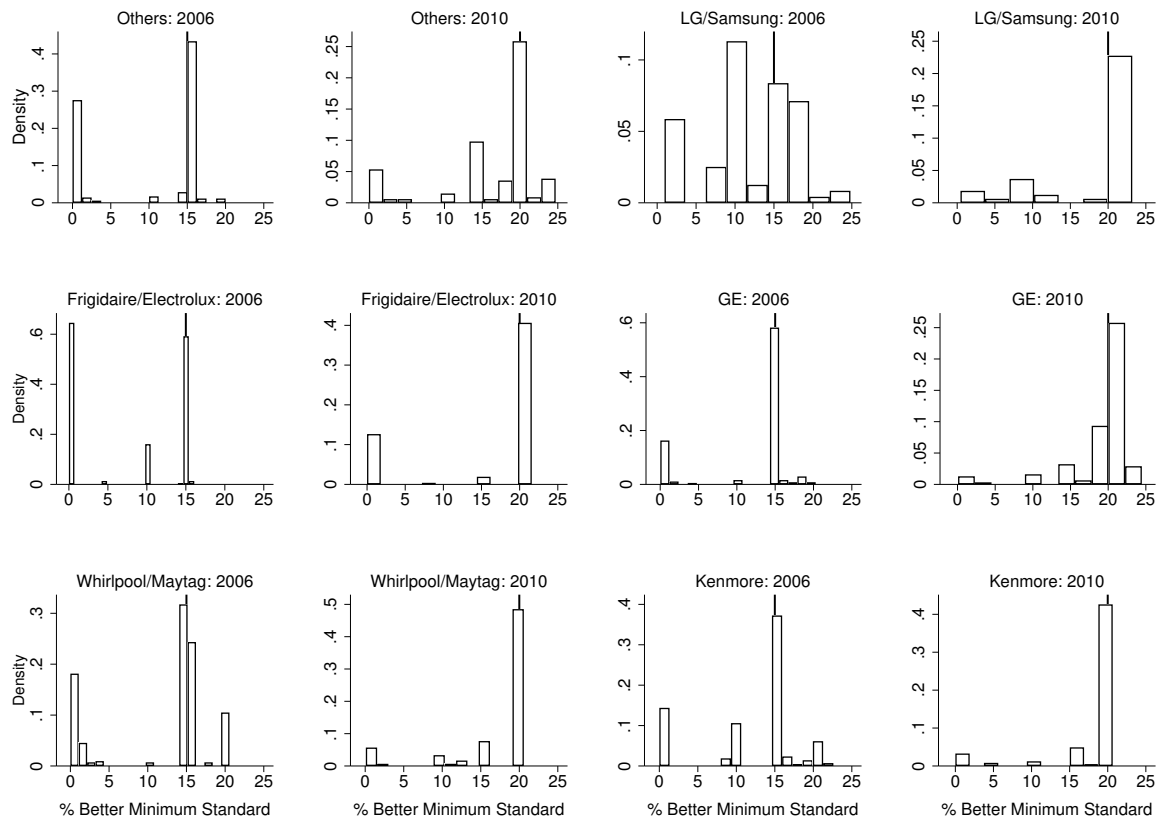 Others: 2006
Density
0 .1 .2 .3 .4
0 5 10 15 20 25
Others: 2010
0 .05 .1 .15 .2 .25
0 5 10 15 20 25
LG/Samsung: 2006
0 .05 .1
0 5 10 15 20 25
LG/Samsung: 2010
0 .05 .1 .15 .2 .25
0 5 10 15 20 25
Frigidaire/Electrolux: 2006
Density
0 .2 .4 .6
0 5 10 15 20 25
Frigidaire/Electrolux: 2010
0 .1 .2 .3 .4
0 5 10 15 20 25
GE: 2006
0 .2 .4 .6
0 5 10 15 20 25
GE: 2010
0 .05 .1 .15 .2 .25
0 5 10 15 20 25
Whirlpool/Maytag: 2006
Density
0 .1 .2 .3
0 5 10 15 20 25
% Better Minimum Standard
Whirlpool/Maytag: 2010
0 .1 .2 .3 .4 .5
0 5 10 15 20 25
% Better Minimum Standard
Kenmore: 2006
0 .1 .2 .3 .4
0 5 10 15 20 25
% Better Minimum Standard
Kenmore: 2010
0 .1 .2 .3 .4
0 5 10 15 20 25
% Better Minimum Standard